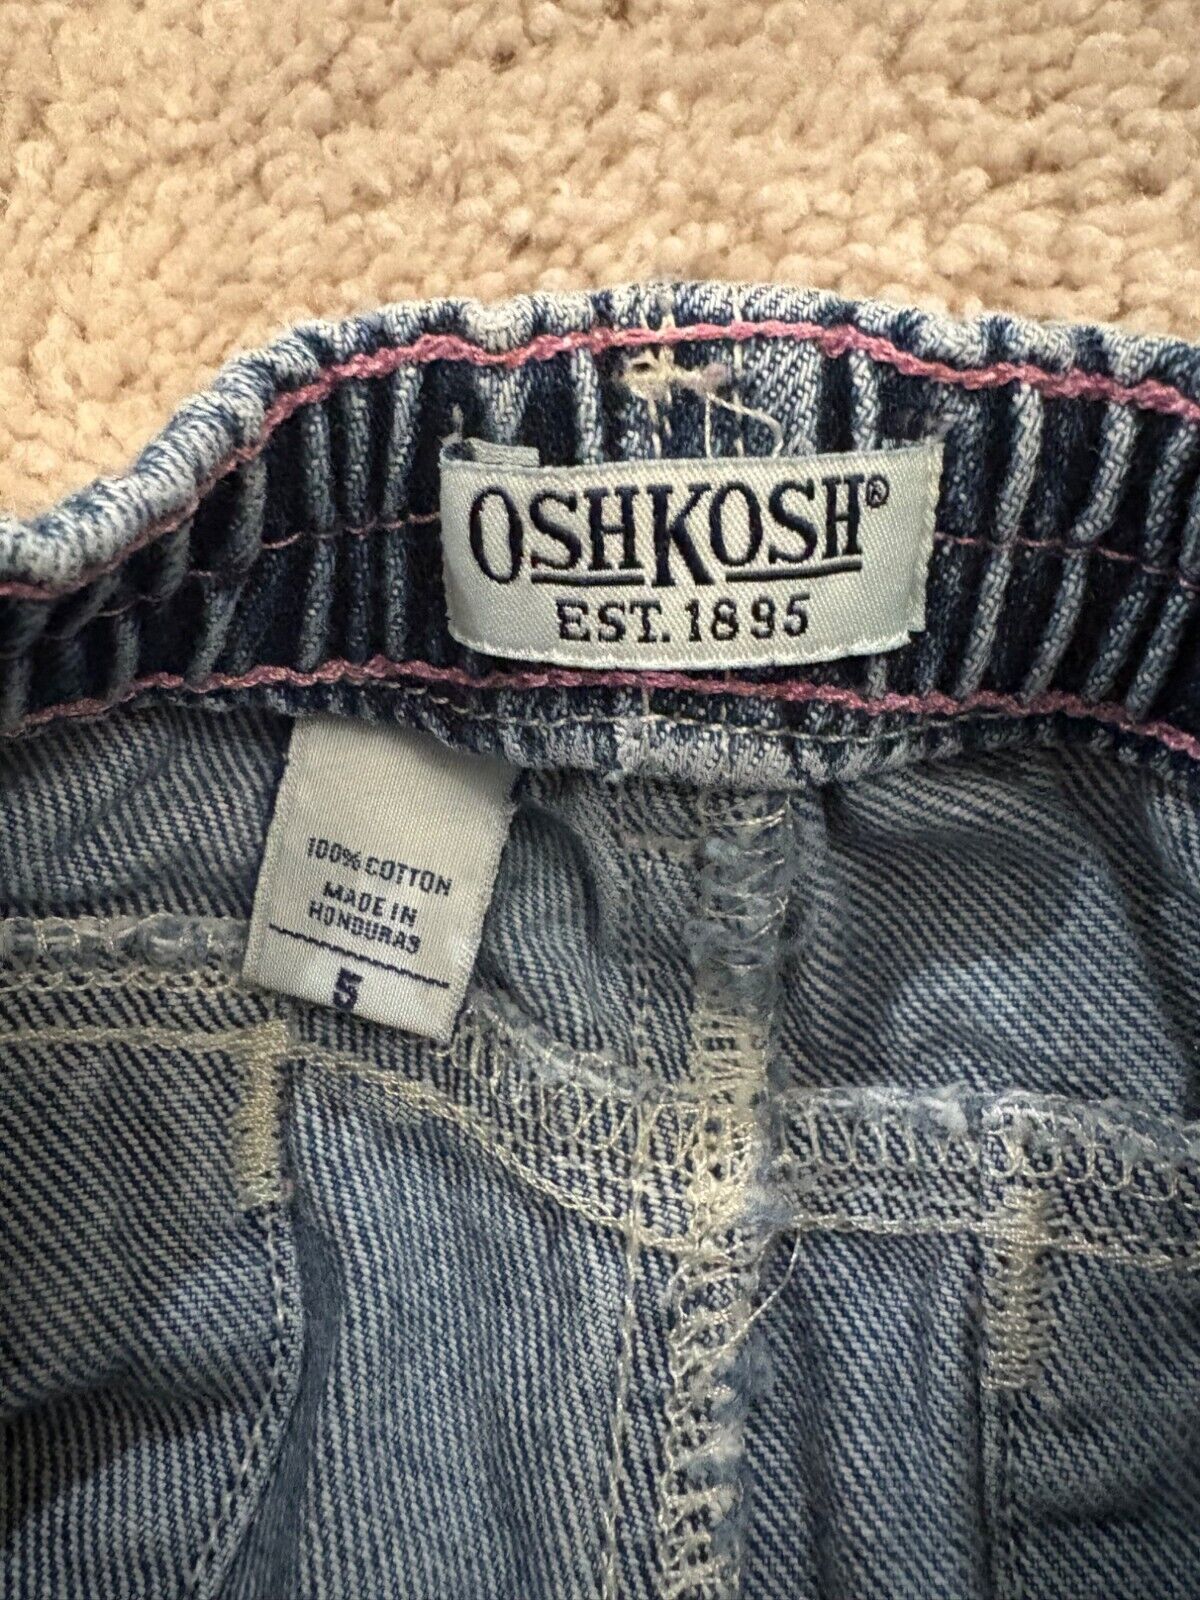 OSHKOSH®
EST. 1895
100% COTTON
MADE IN
HONDURAS
5